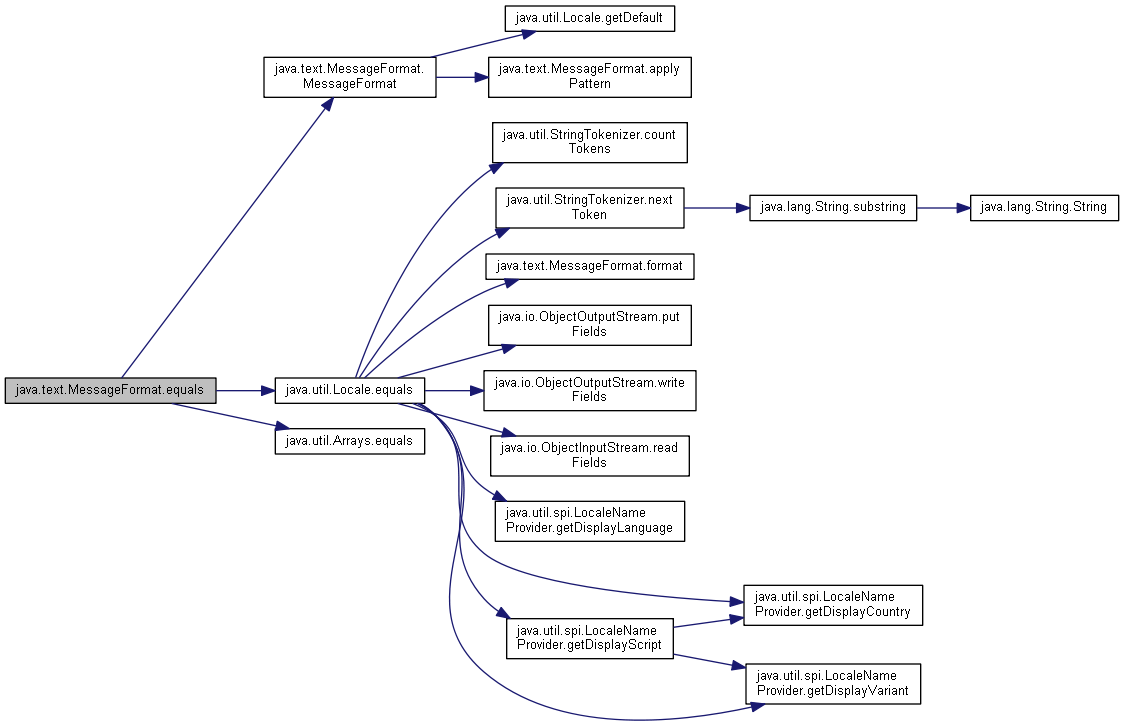 java.util.Locale.getDefault
java.text.MessageFormat.
MessageFormat
java.text.MessageFormat.apply
Pattern
java.util.StringTokenizer.count
Tokens
java.util.StringTokenizer.next
Token
java.lang.String.substring
java.lang.String.String
java.text.MessageFormat.format
java.io.ObjectOutputStream.put
Fields
java.text.MessageFormat.equals
java.util.Locale.equals
java.io.ObjectOutputStream.write
Fields
java.util.Arrays.equals
java.io.ObjectInputStream.read
Fields
java.util.spi.LocaleName
Provider.getDisplayLanguage
java.util.spi.LocaleName
Provider.getDisplayCountry
java.util.spi.LocaleName
Provider.getDisplayScript
java.util.spi.LocaleName
Provider.getDisplayVariant